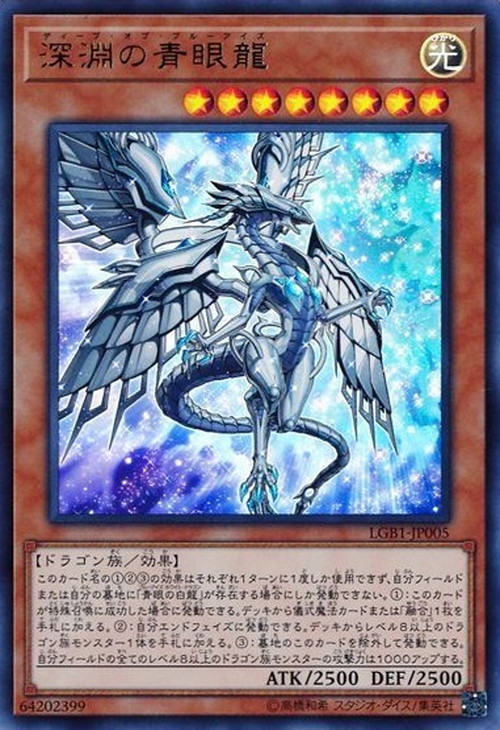 ディープ・オブ・ブルーアイズ
深淵の青眼龍
ひかり
光
LGB1-JP005
【ドラゴン族／効果】
このカード名の①②③の効果はそれぞれ1ターンに1度しか使用できず、自分フィールド
または自分の墓地に「青眼の白龍」が存在する場合にしか発動できない。①：このカード
が特殊召喚に成功した場合に発動できる。デッキから儀式魔法カードまたは「融合」1枚を
手札に加える。②：自分エンドフェイズに発動できる。デッキからレベル8以上のドラゴン
族モンスター1体を手札に加える。③：墓地のこのカードを除外して発動できる。
自分フィールドの全てのレベル8以上のドラゴン族モンスターの攻撃力は1000アップする。
ATK/2500 DEF/2500
64202399
©高橋和希 スタジオ・ダイス/集英社